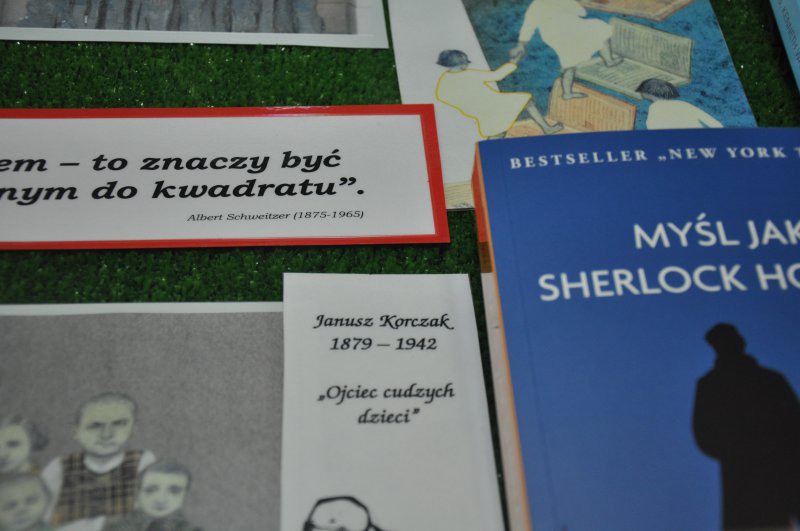 em – to znaczy być
nym do kwadratu”.
Albert Schweitzer (1875-1965)
BESTSELLER „NEW YORK
MYŚL JAK
SHERLOCK HO
Janusz Korczak
1879 – 1942
„Ojciec cudzych
dzieci”